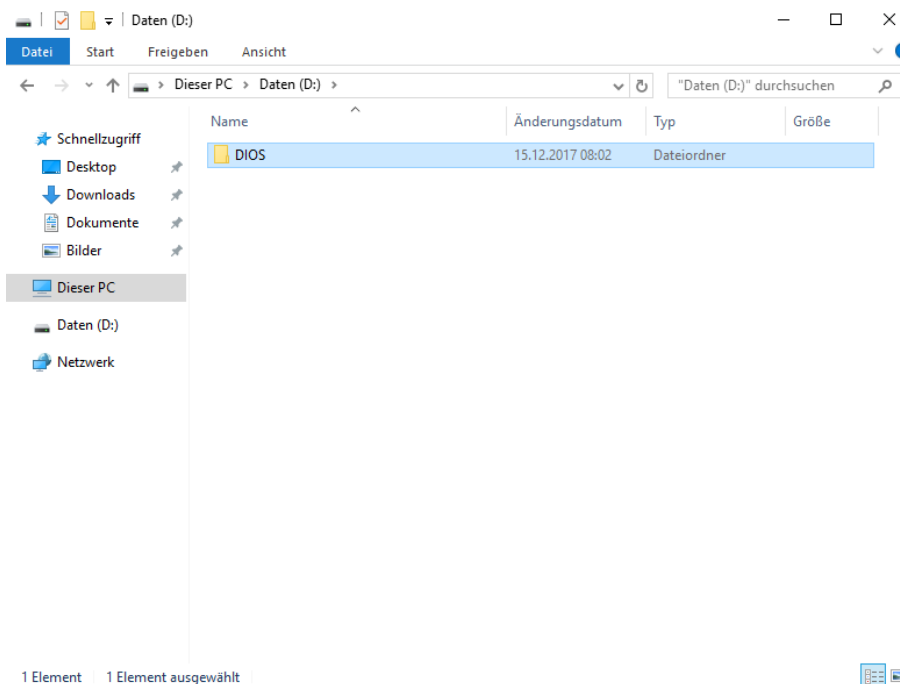 Daten (D:)
Datei Start Freigeben Ansicht
Dieser PC Daten (D:) "Daten (D:)" durchsuchen
Name Änderungsdatum Typ Größe
Schnellzugriff
DIOS 15.12.2017 08:02 Dateiordner
Desktop
Downloads
Dokumente
Bilder
Dieser PC
Daten (D:)
Netzwerk
1 Element 1 Element ausgewählt